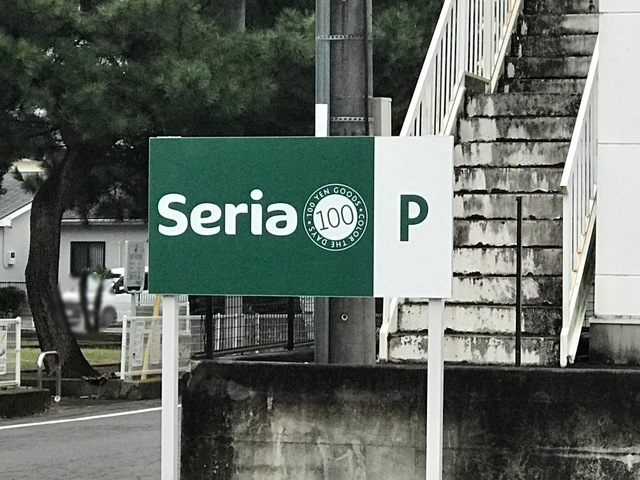 Seria
100 YEN GOODS
100
COLOR THE DAYS
P